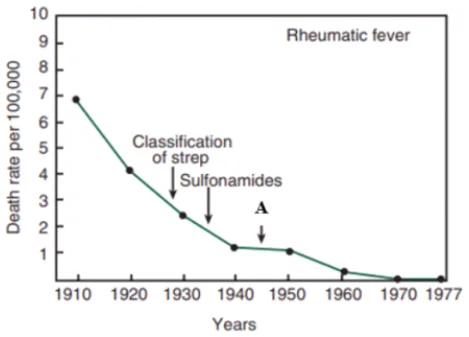 Rheumatic fever
Death rate per 100,000
10
9
8
7
6
5
4
3
2
1
Classification
of strep
Sulfonamides
A
1910 1920 1930 1940 1950 1960 1970 1977
Years